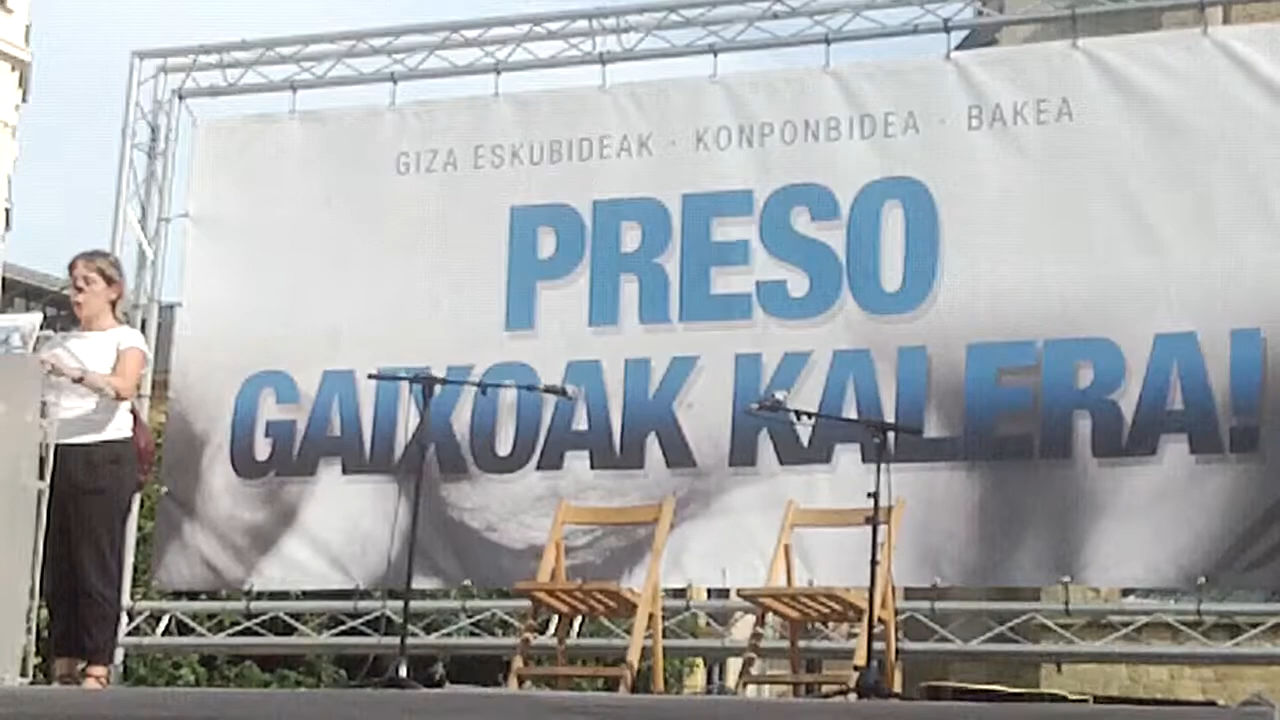 GIZA ESKUBIDEAK · KONPONBIDEA · BAKEA
PRESO
GAIXOAK KALERA!